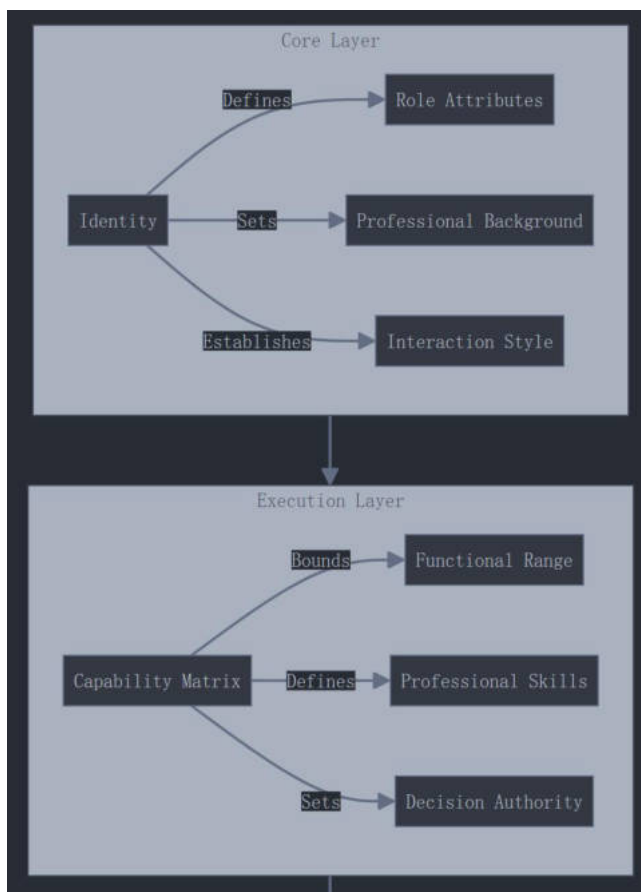 Core Layer
Defines
Role Attributes
Identity
Sets
Professional Background
Establishes
Interaction Style
Execution Layer
Bounds
Functional Range
Capability Matrix
Defines
Professional Skills
Sets
Decision Authority